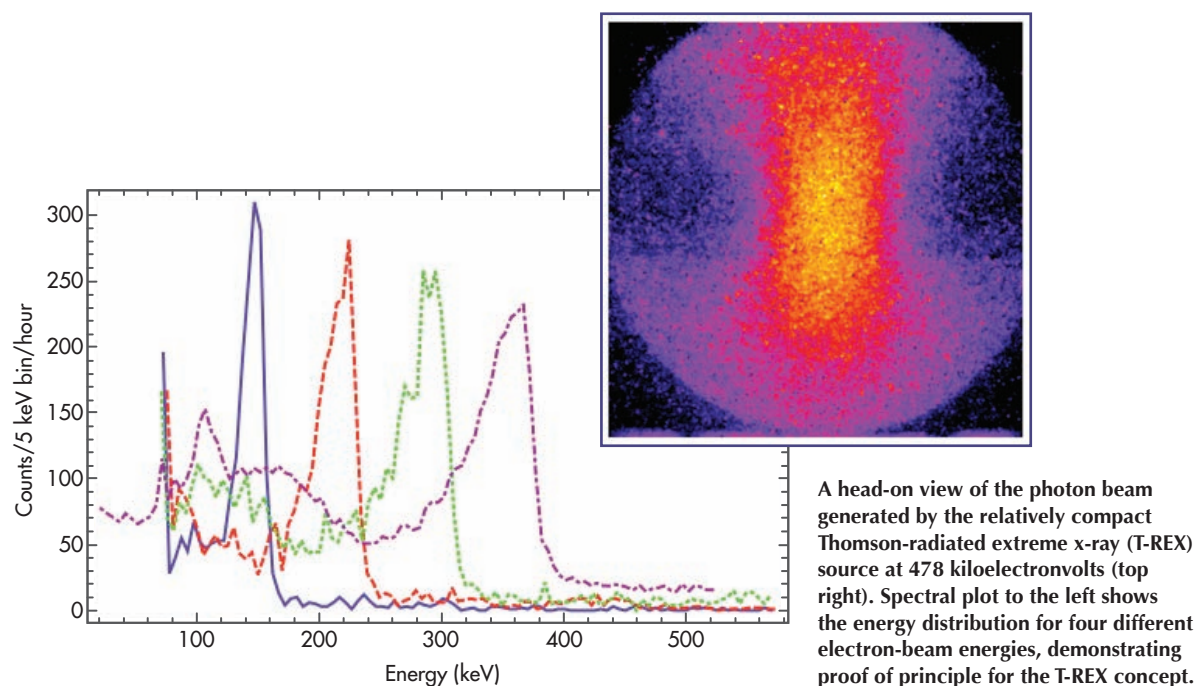 300
250
200
150
100
50
0
Counts/5 keV bin/hour
100 200 300 400 500
Energy (keV)
A head-on view of the photon beam
generated by the relatively compact
Thomson-radiated extreme x-ray (T-REX)
source at 478 kiloelectronvolts (top
right). Spectral plot to the left shows
the energy distribution for four different
electron-beam energies, demonstrating
proof of principle for the T-REX concept.